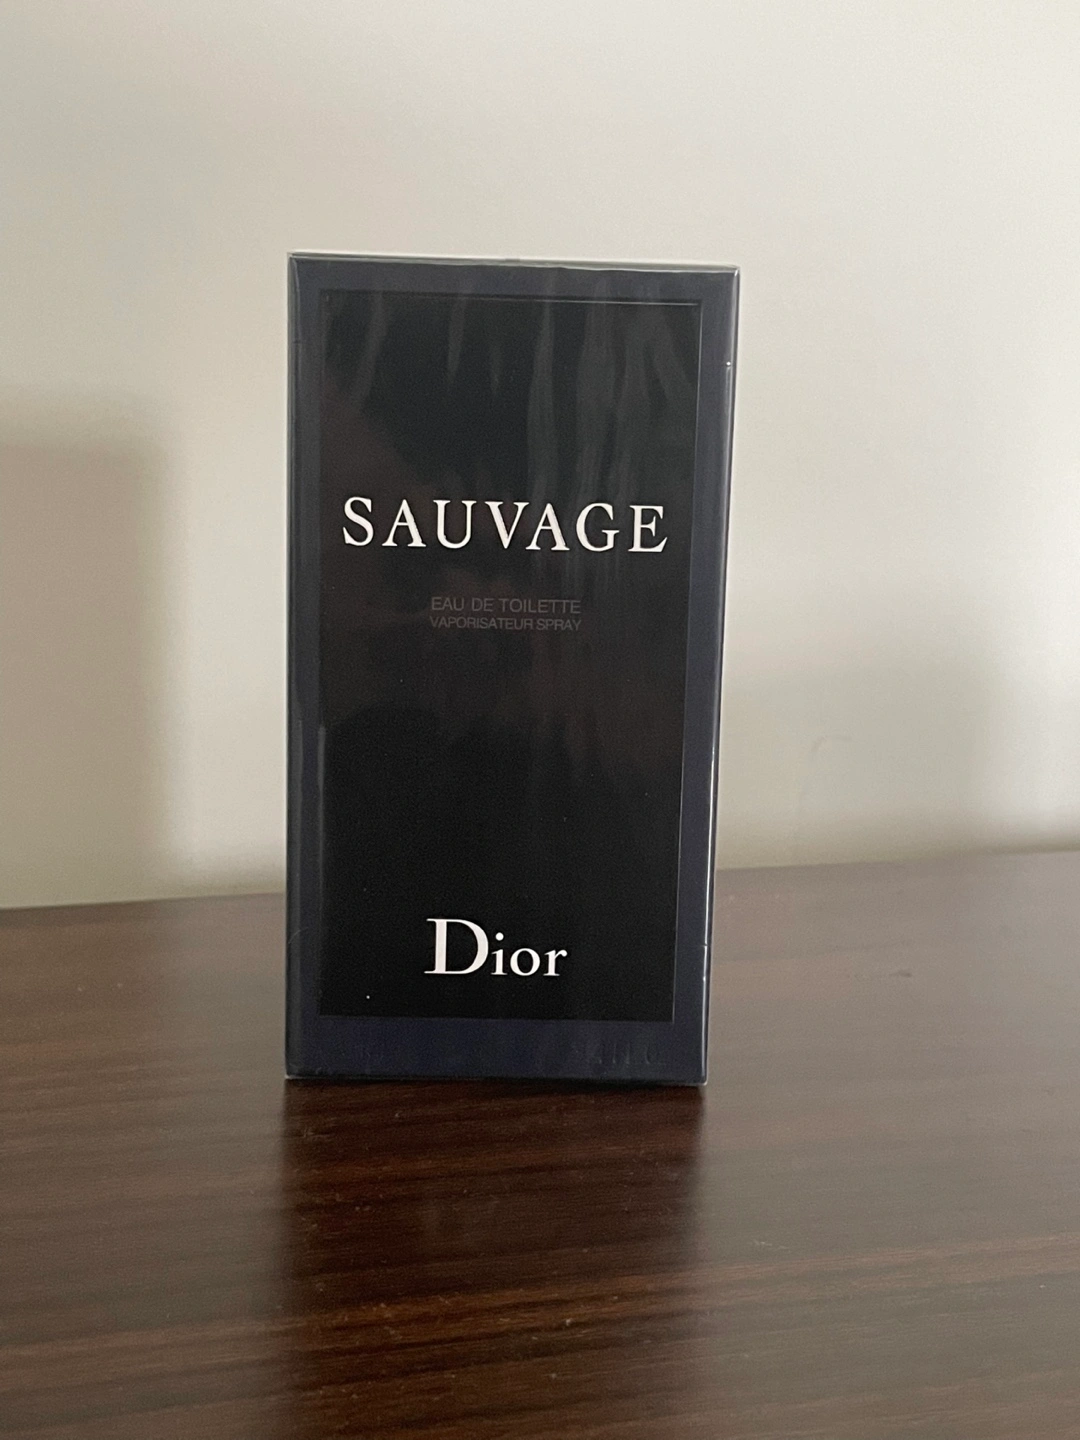 SAUVAGE
EAU DE TOILETTE
VAPORISATEUR SPRAY
Dior